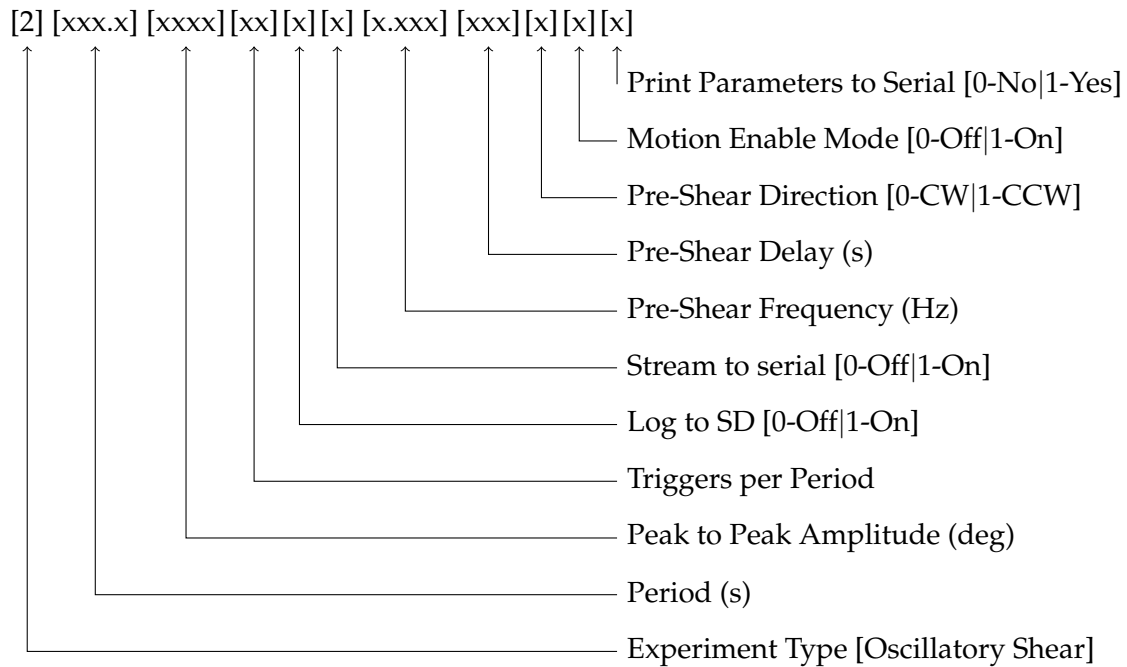 [2] [xxx.x] [xxxx] [xx] [x] [x] [x.xxx] [xxx] [x] [x] [x]
Print Parameters to Serial [0-No|1-Yes]
Motion Enable Mode [0-Off|1-On]
Pre-Shear Direction [0-CW|1-CCW]
Pre-Shear Delay (s)
Pre-Shear Frequency (Hz)
Stream to serial [0-Off|1-On]
Log to SD [0-Off|1-On]
Triggers per Period
Peak to Peak Amplitude (deg)
Period (s)
Experiment Type [Oscillatory Shear]